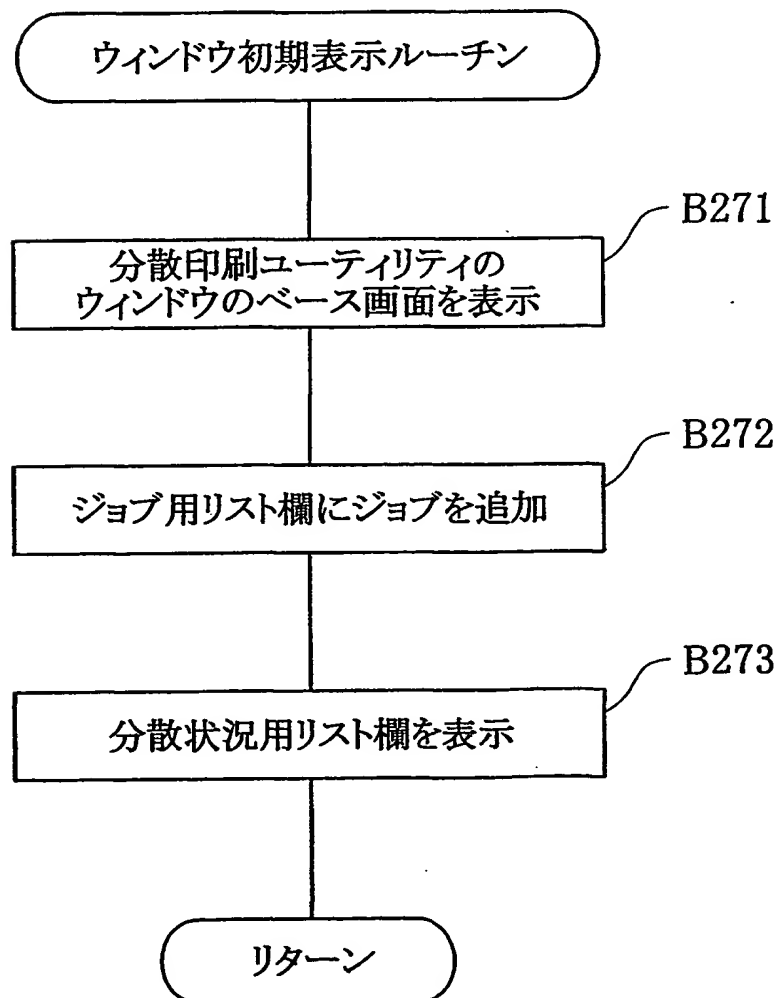 ウィンドウ初期表示ルーチン
B271
分散印刷ユーティリティの
ウィンドウのベース画面を表示
B272
ジョブ用リスト欄にジョブを追加
B273
分散状況用リスト欄を表示
リターン